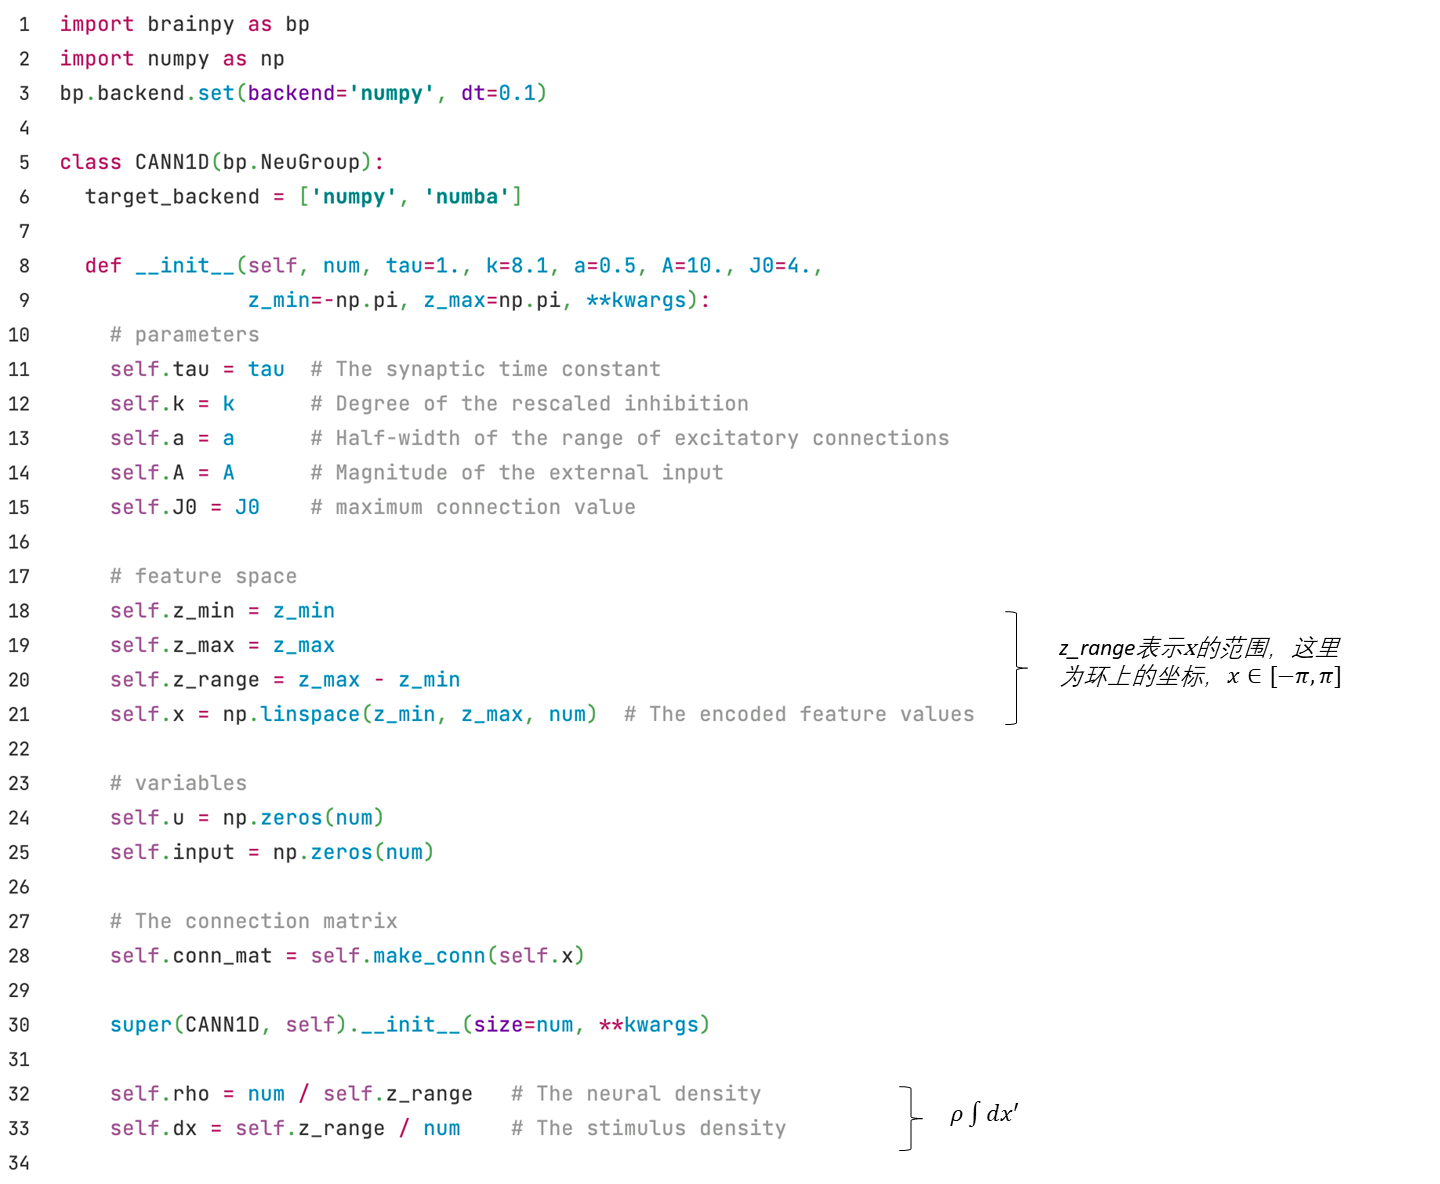 1 import brainpy as bp
2 import numpy as np
3 bp.backend.set(backend='numpy', dt=0.1)
4
5 class CANN1D(bp.NeuGroup):
6   target_backend = ['numpy', 'numba']
7
8   def __init__(self, num, tau=1., k=8.1, a=0.5, A=10., J0=4.,
9                z_min=-np.pi, z_max=np.pi, **kwargs):
10     # parameters
11     self.tau = tau  # The synaptic time constant
12     self.k = k      # Degree of the rescaled inhibition
13     self.a = a      # Half-width of the range of excitatory connections
14     self.A = A      # Magnitude of the external input
15     self.J0 = J0    # maximum connection value
16
17     # feature space
18     self.z_min = z_min
19     self.z_max = z_max
20     self.z_range = z_max - z_min
21     self.x = np.linspace(z_min, z_max, num)  # The encoded feature values
z_range表示x的范围，这里
为环上的坐标，x ∈ [−π, π]
22
23     # variables
24     self.u = np.zeros(num)
25     self.input = np.zeros(num)
26
27     # The connection matrix
28     self.conn_mat = self.make_conn(self.x)
29
30     super(CANN1D, self).__init__(size=num, **kwargs)
31
32     self.rho = num / self.z_range   # The neural density
33     self.dx = self.z_range / num    # The stimulus density
ρ ∫ dx′
34